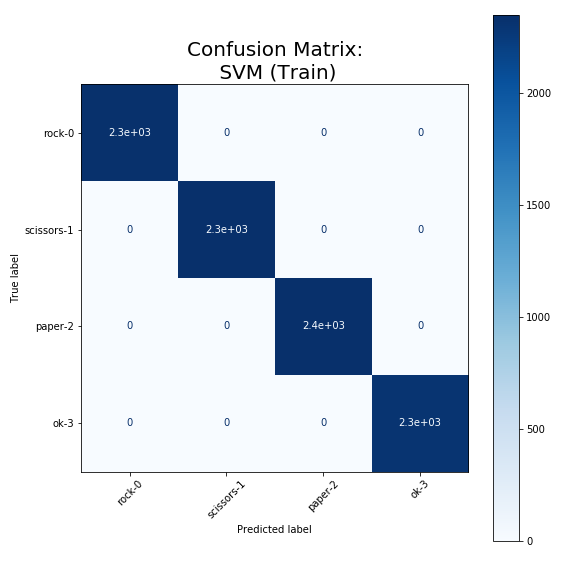 Confusion Matrix:
SVM (Train)
True label
rock-0 2.3e+03 0 0 0
scissors-1 0 2.3e+03 0 0
paper-2 0 0 2.4e+03 0
ok-3 0 0 0 2.3e+03
rock-0 scissors-1 paper-2 ok-3
Predicted label
2000
1500
1000
500
0